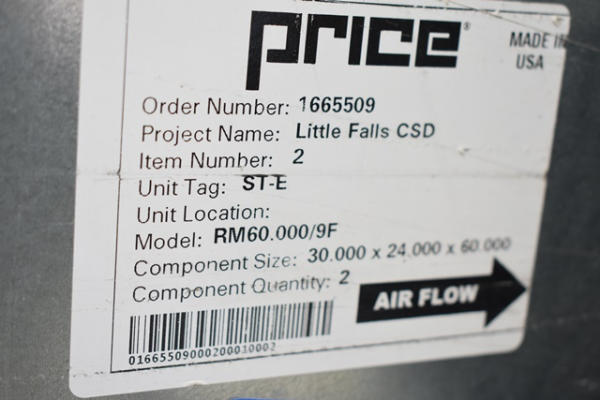 price®
MADE IN
USA
Order Number: 1665509
Project Name: Little Falls CSD
Item Number: 2
Unit Tag: ST-E
Unit Location:
Model: RM60.000/9F
Component Size: 30.000 x 24.000 x 60.000
Component Quantity: 2
AIR FLOW
01665509000200010002